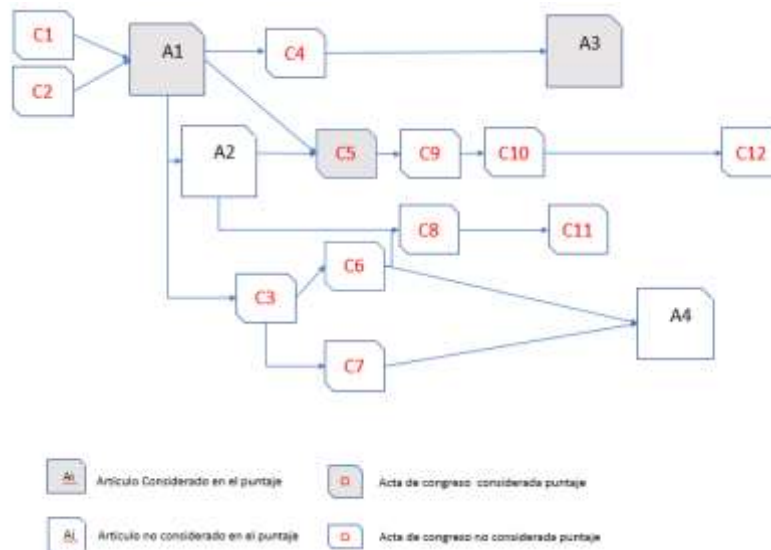 C1
C2
A1
C4
A3
A2
C5
C9
C10
C12
C8
C11
C6
C3
A4
C7
Ai Artículo Considerado en el puntaje
Acta de congreso considerada puntaje
Ai Artículo no considerado en el puntaje
Acta de congreso no considerada puntaje